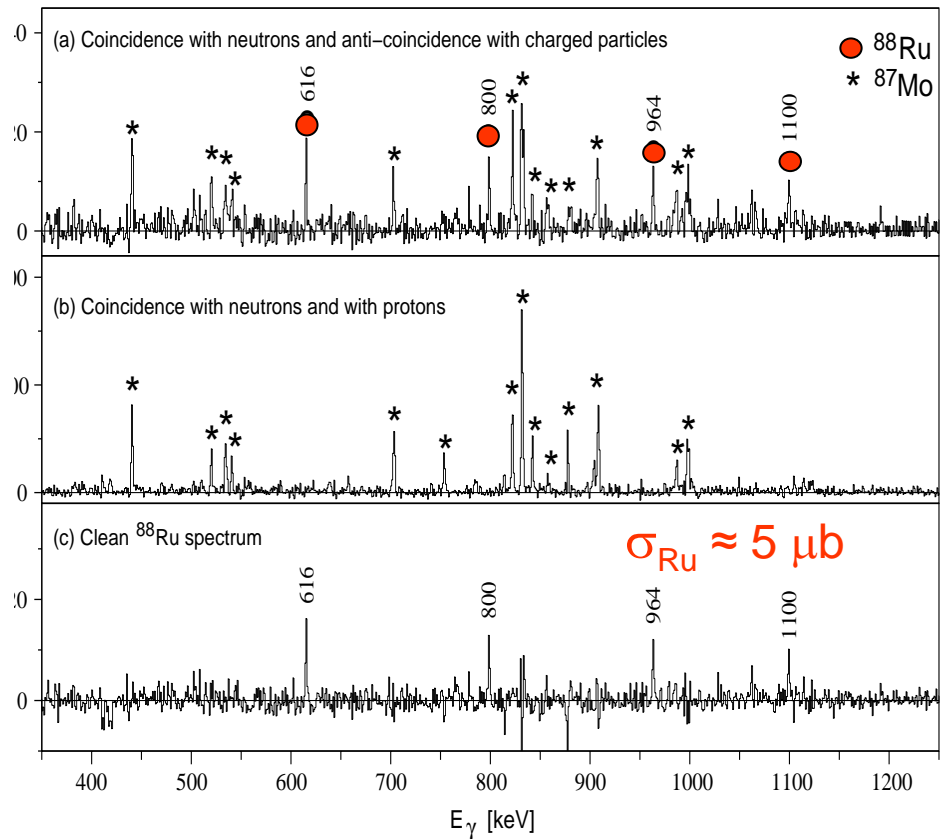 (a) Coincidence with neutrons and anti−coincidence with charged particles
88Ru
* 87Mo
616
800
964
1100
20
0
(b) Coincidence with neutrons and with protons
0
(c) Clean 88Ru spectrum
σRu ≈ 5 μb
616
800
964
1100
20
0
400 500 600 700 800 900 1000 1100 1200
Eγ [keV]